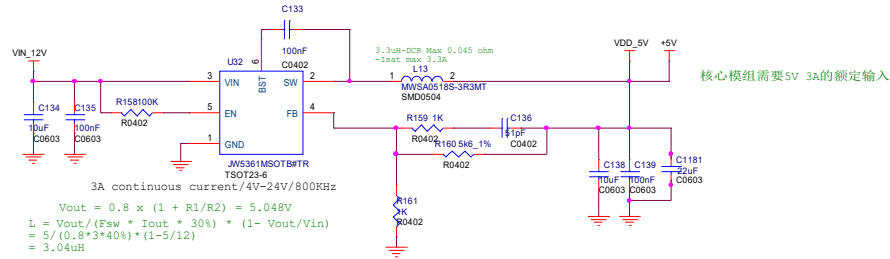 C133
100nF
C0402
VIN_12V
U32
6
BST
3
VIN
SW
2
5
EN
FB
4
1
GND
JW5361MSOTB#TR
TSOT23-6
C134
10uF
C0603
C135
100nF
C0603
R158100K
R0402
3.3uH-DCR Max 0.045 ohm
-Isat max 3.3A
L13
1
2
MWSA0518S-3R3MT
SMD0504
VDD_5V
+5V
核心模组需要5V 3A的额定输入
R159 1K
R0402
C136
51pF
C0402
R160 5k6_1%
R0402
R161
1K
R0402
C138
10uF
C0603
C139
100nF
C0603
C1181
22uF
C0603
3A continuous current/4V-24V/800KHz
Vout = 0.8 x (1 + R1/R2) = 5.048V
L = Vout/(Fsw * Iout * 30%) * (1- Vout/Vin)
= 5/(0.8*3*40%)*(1-5/12)
= 3.04uH